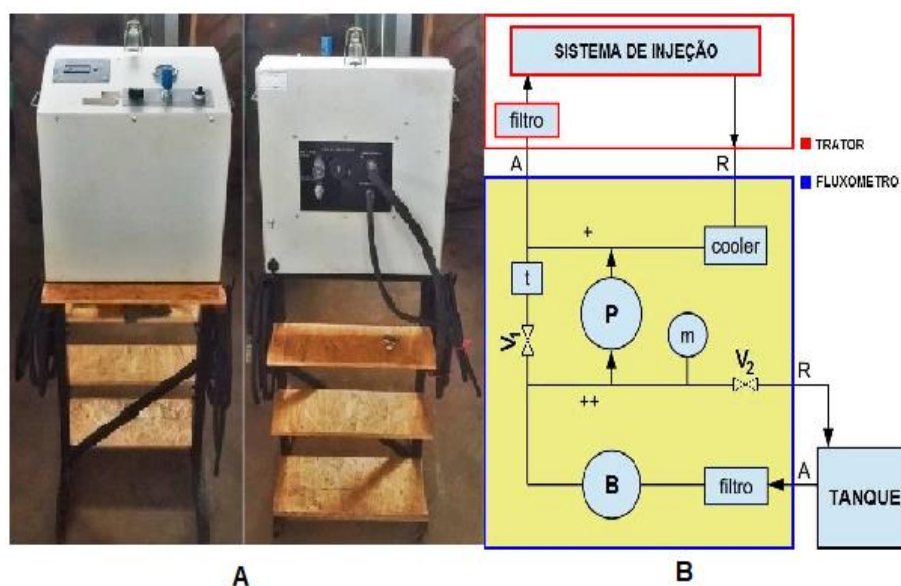 SISTEMA DE INJEÇÃO
filtro
TRATOR
A
R
FLUXOMETRO
+
cooler
t
P
m
V₁
V₂
R
++
A
B
filtro
TANQUE
A
B